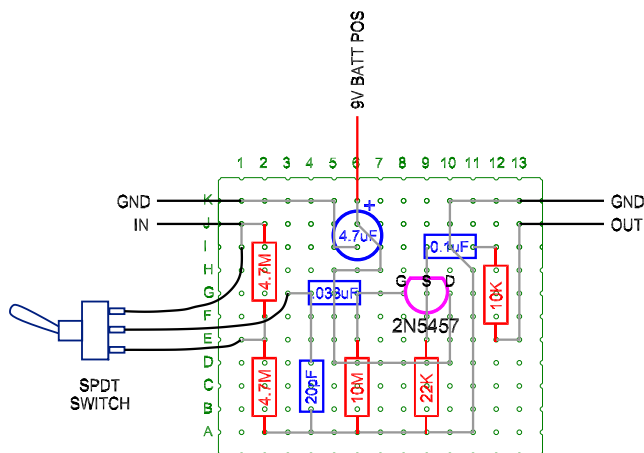 9V BATT POS
1 2 3 4 5 6 7 8 9 10 11 12 13
GND K GND
IN J + OUT
I 4.7uF 0.1uF
H 4.7M
G .033uF G S D 10K
F 2N5457
E
D
SPDT SWITCH
C 4.7M 20pF 10M 22K
B
A